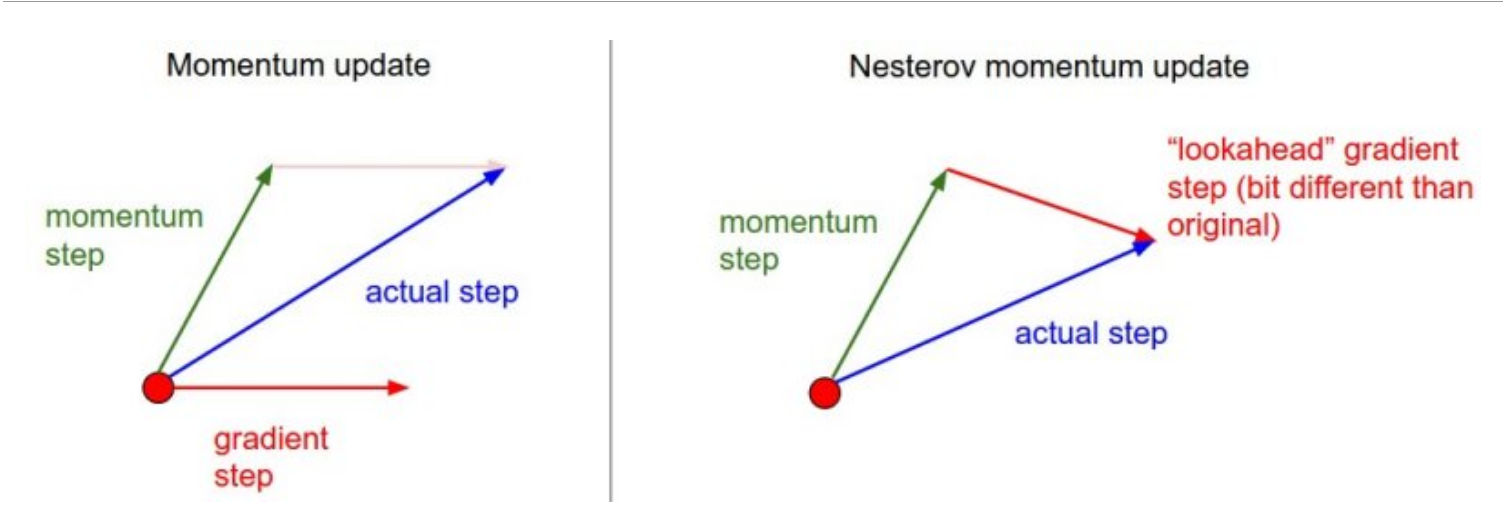 Momentum update
momentum
step
actual step
gradient
step
Nesterov momentum update
“lookahead” gradient
step (bit different than
original)
momentum
step
actual step